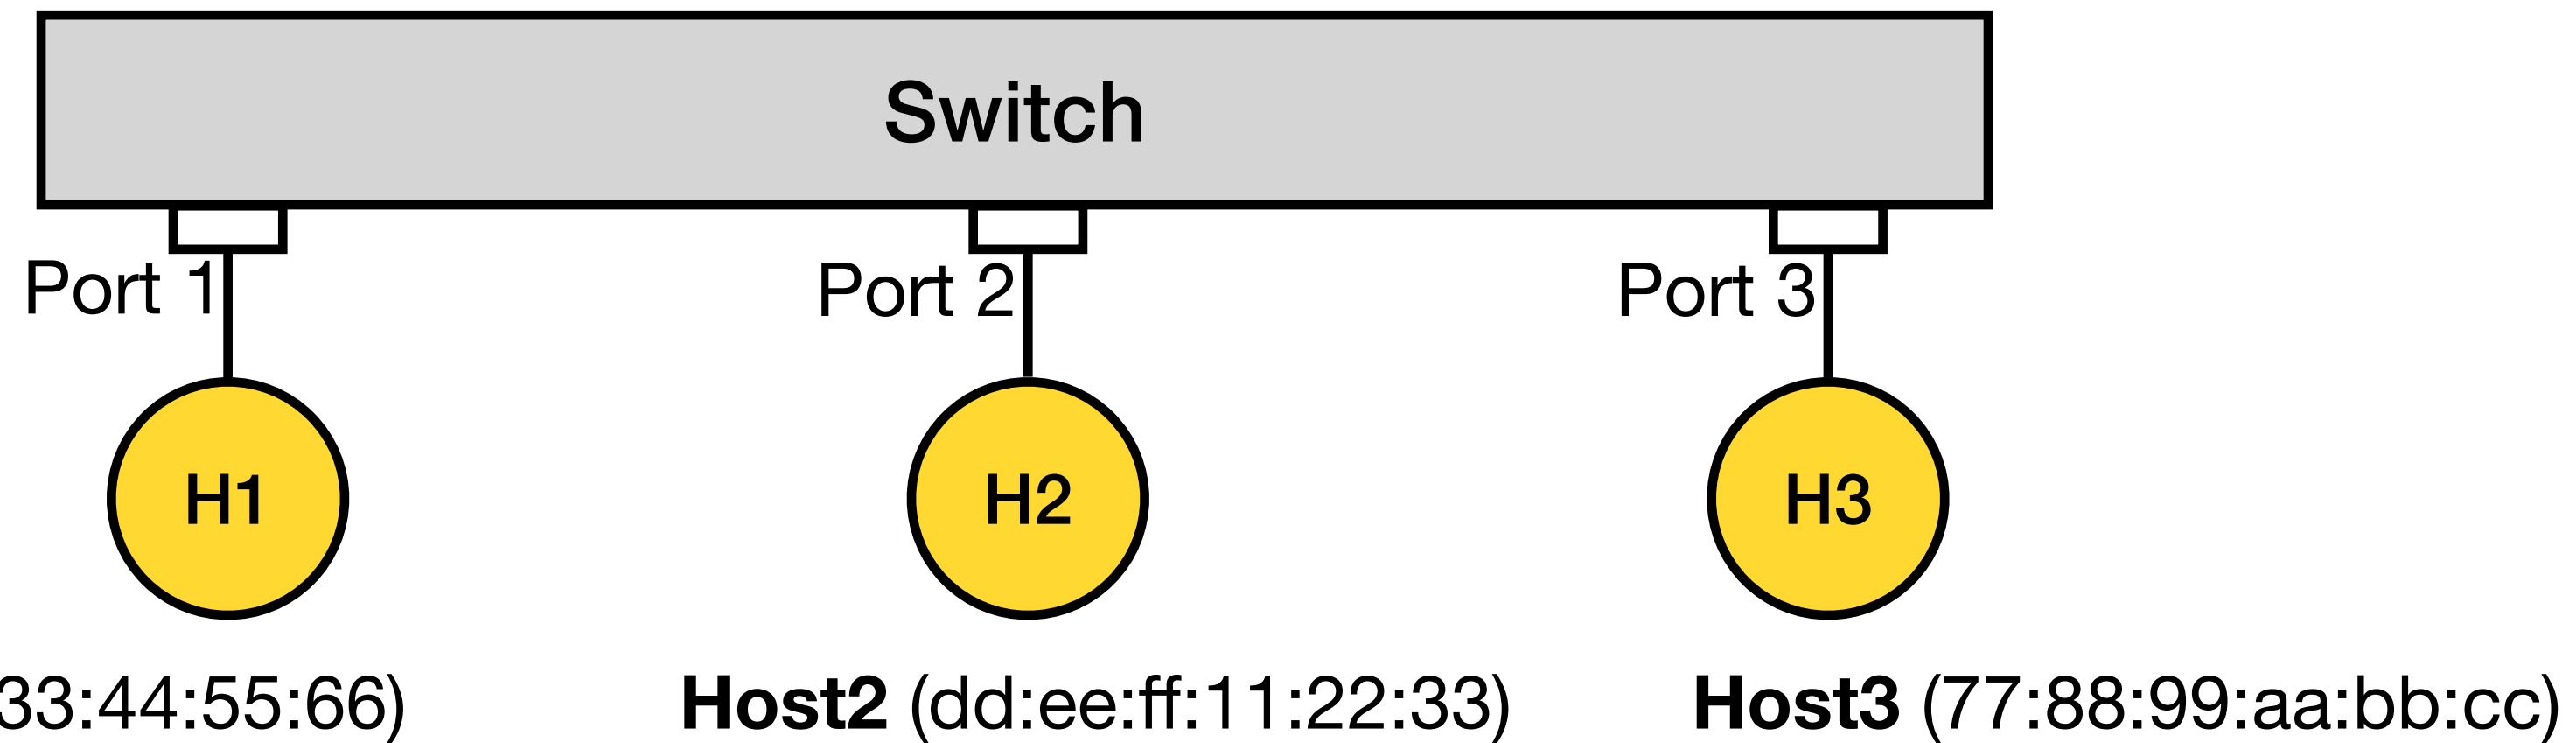 Switch
Port 1
Port 2
Port 3
H1
H2
H3
33:44:55:66)
Host2 (dd:ee:ff:11:22:33)
Host3 (77:88:99:aa:bb:cc)